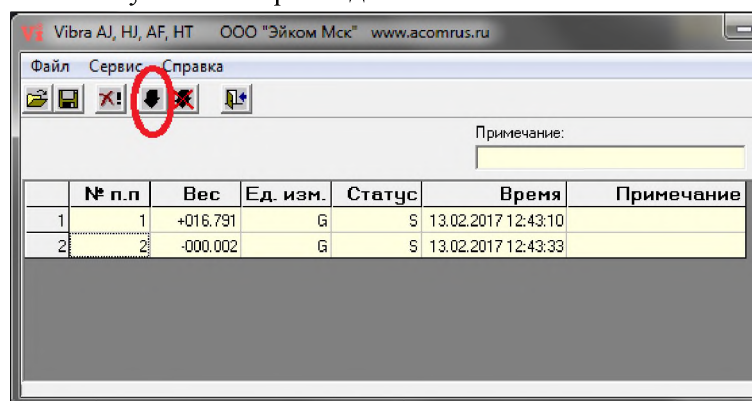 Vi Vibra AJ, HJ, AF, HT ООО "Эйком Мск" www.acomrus.ru
Файл Сервис Справка
Примечание:
№ п.п Вес Ед. изм. Статус Время Примечание
1 1 +016.791 G S 13.02.2017 12:43:10
2 2 -000.002 G S 13.02.2017 12:43:33